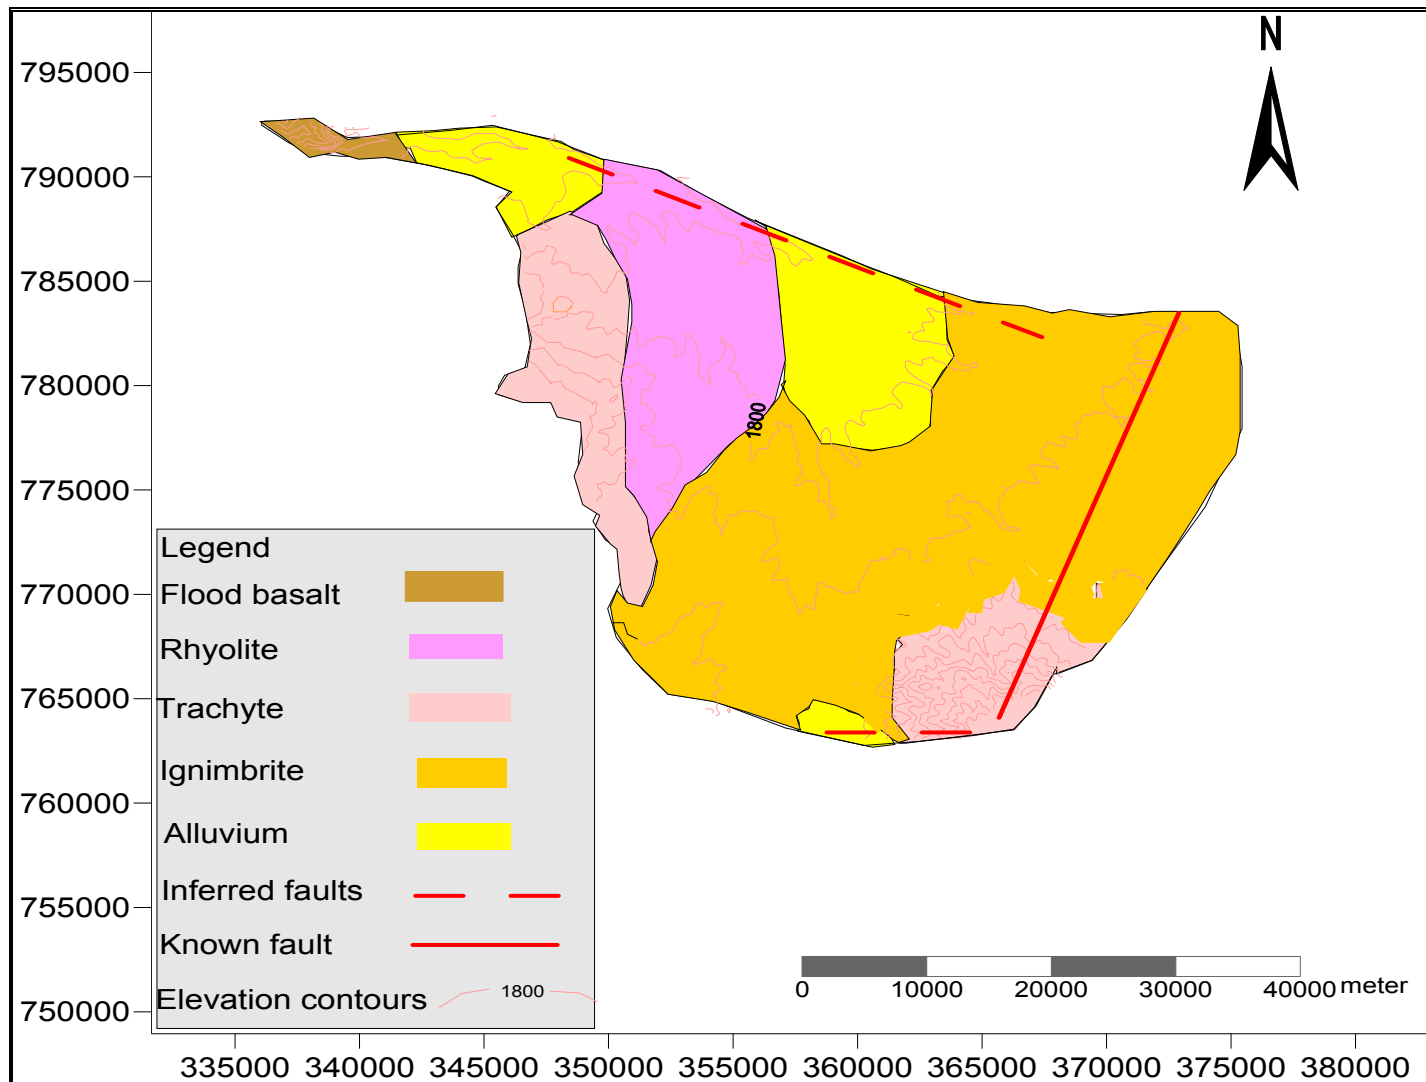 N
795000
790000
785000
780000
1800
775000
770000
765000
760000
755000
750000
Legend
Flood basalt
Rhyolite
Trachyte
Ignimbrite
Alluvium
Inferred faults
Known fault
Elevation contours 1800
0 10000 20000 30000 40000 meter
335000 340000 345000 350000 355000 360000 365000 370000 375000 380000